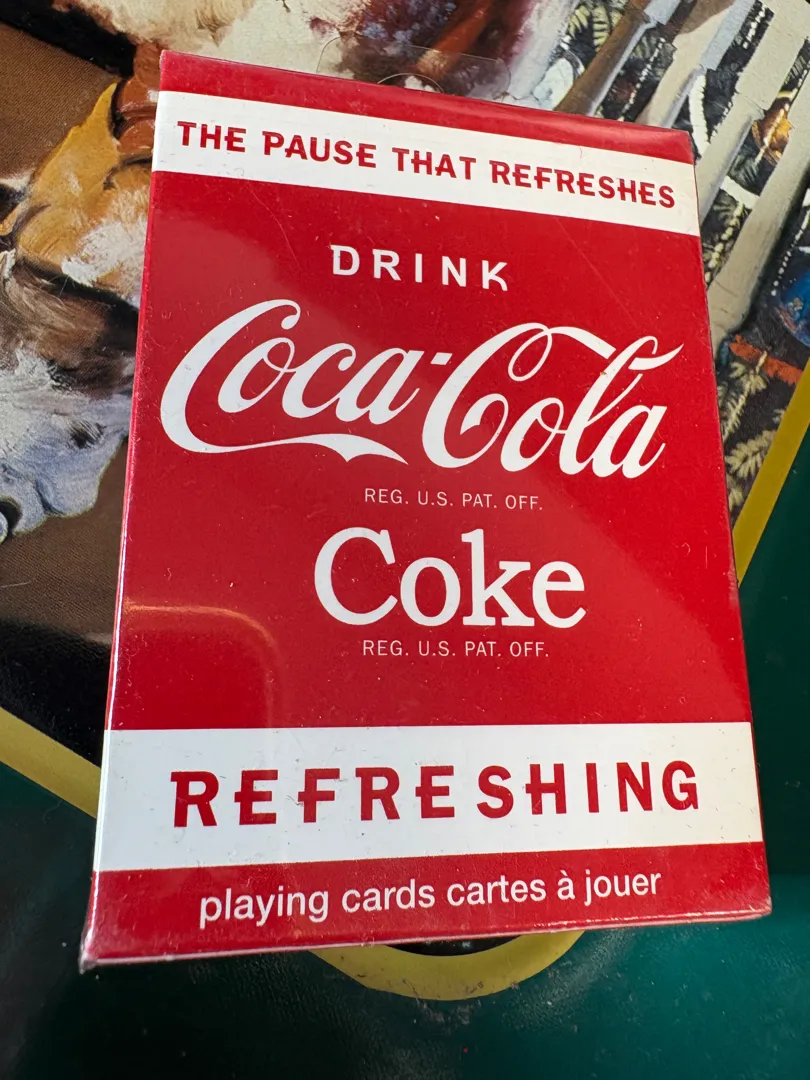 THE PAUSE THAT REFRESHES
DRINK
Coca-Cola
REG. U.S. PAT. OFF.
Coke
REG. U.S. PAT. OFF.
REFRESHING
playing cards cartes à jouer